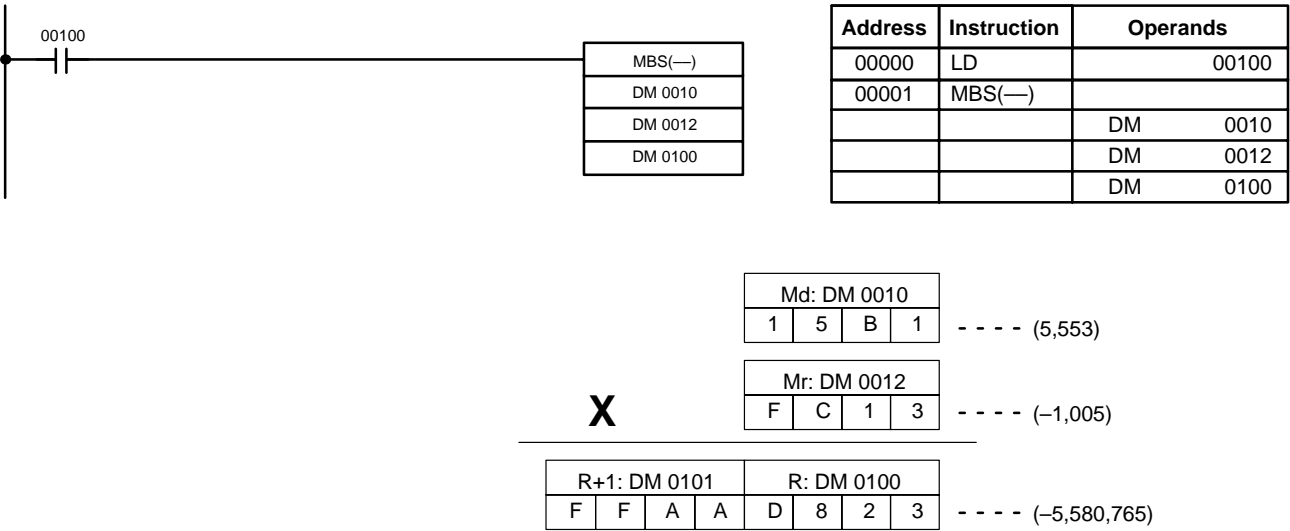 00100
MBS(—)
DM 0010
DM 0012
DM 0100
Address Instruction Operands
00000 LD 00100
00001 MBS(—)
DM 0010
DM 0012
DM 0100
Md: DM 0010
1 5 B 1 - - - - (5,553)
Mr: DM 0012
X F C 1 3 - - - - (–1,005)
R+1: DM 0101 R: DM 0100
F F A A D 8 2 3 - - - - (–5,580,765)